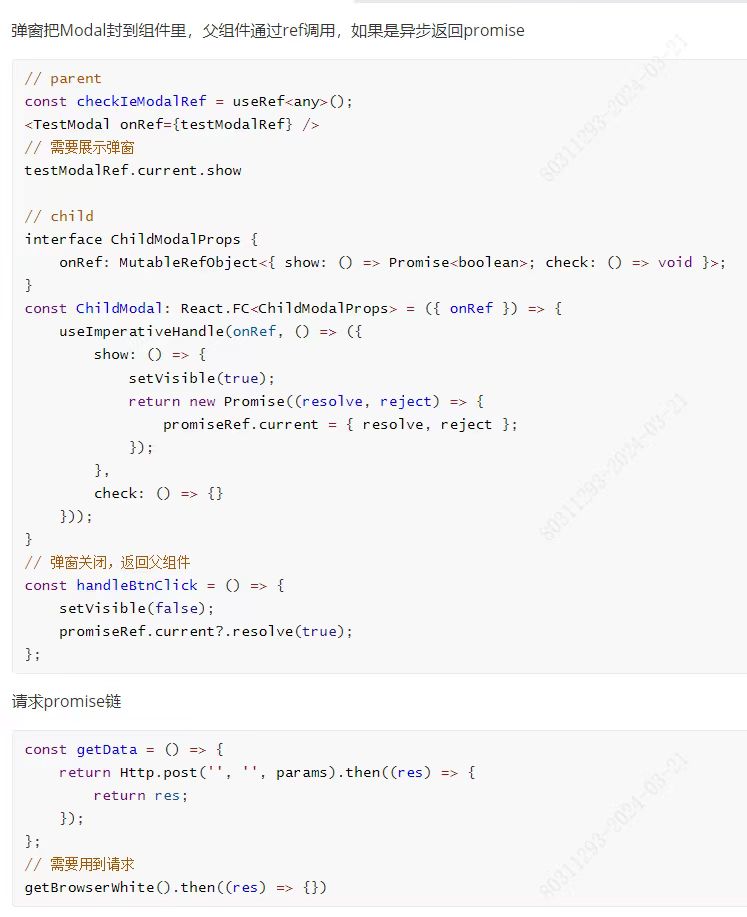 弹窗把Modal封到组件里，父组件通过ref调用，如果是异步返回promise
// parent
const checkIeModalRef = useRef<any>();
<TestModal onRef={testModalRef} />
// 需要展示弹窗
testModalRef.current.show
// child
interface ChildModalProps {
    onRef: MutableRefObject<{ show: () => Promise<boolean>; check: () => void }>;
}
const ChildModal: React.FC<ChildModalProps> = ({ onRef }) => {
    useImperativeHandle(onRef, () => ({
        show: () => {
            setVisible(true);
            return new Promise((resolve, reject) => {
                promiseRef.current = { resolve, reject };
            });
        },
        check: () => {}
    }));
}
// 弹窗关闭，返回父组件
const handleBtnClick = () => {
    setVisible(false);
    promiseRef.current?.resolve(true);
};
请求promise链
const getData = () => {
    return Http.post('', '', params).then((res) => {
        return res;
    });
};
// 需要用到请求
getBrowserWhite().then((res) => {})
80311293-2024-03-21
80311293-2024-03-21
80311293-2024-03-21